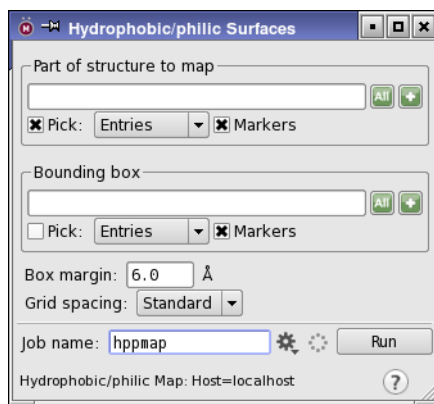 Hydrophobic/philic Surfaces
Part of structure to map
All
Pick: Entries Markers
Bounding box
All
Pick: Entries Markers
Box margin: 6.0 Å
Grid spacing: Standard
Job name: hppmap Run
Hydrophobic/philic Map: Host=localhost ?